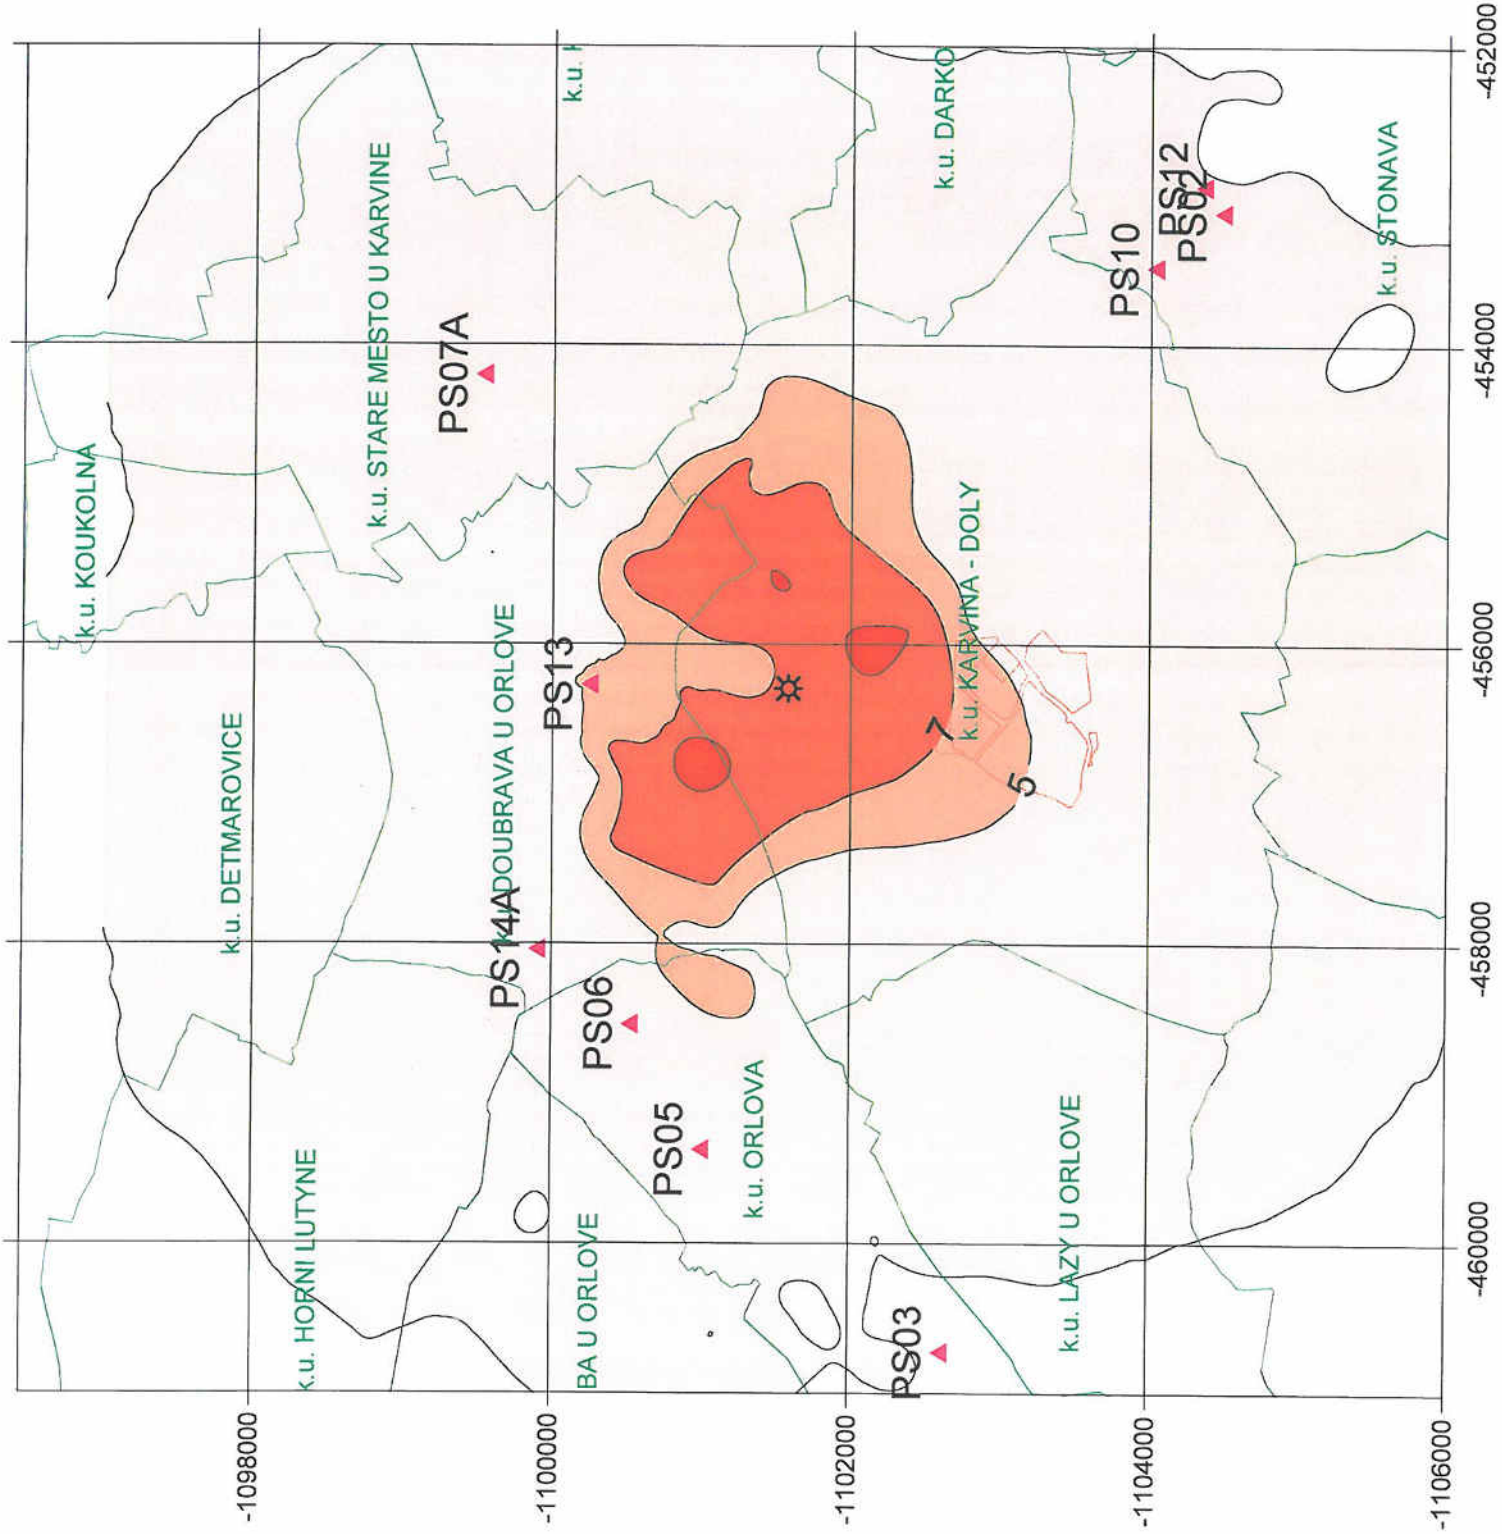 k.u. KOUKOLNA
k.u. DETMAROVICE
k.u. HORNI LUTYNE
k.u. STARE MESTO U KARVINE
PS07A
k.u. DOUBRAVA U ORLOVE
PS14A
PS13
k.u.
BA U ORLOVE
PS06
PS05
k.u. ORLOVA
PS03
k.u. DARKO
k.u. KARVINA - DOLY
7
5
k.u. LAZY U ORLOVE
PS10
PS12
PS02
k.u. STONAVA
-1098000
-1100000
-1102000
-1104000
-1106000
-460000
-458000
-456000
-454000
-452000